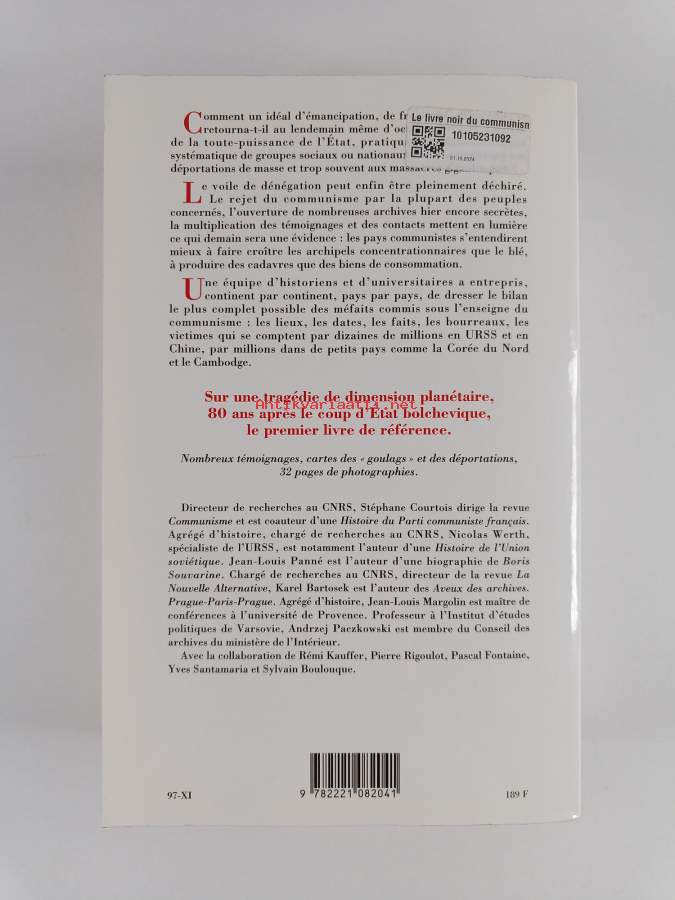 Comment un idéal d'émancipation, de
retourna-t-il au lendemain même
de la toute-puissance de l'État,
systématique de groupes sociaux ou
déportations de masse et trop souvent aux
Le livre noir du communism
10105231092
Le voile de dénégation peut enfin être pleinement déchiré.
Le rejet du communisme par la plupart des peuples
concernés, l'ouverture de nombreuses archives hier encore secrètes,
la multiplication des témoignages et des contacts mettent en lumière
ce qui demain sera une évidence : les pays communistes s'entendirent
mieux à faire croître les archipels concentrationnaires que le blé,
à produire des cadavres que des biens de consommation.
Une équipe d'historiens et d'universitaires a entrepris,
continent par continent, pays par pays, de dresser le bilan
le plus complet possible des méfaits commis sous l'enseigne du
communisme : les lieux, les dates, les faits, les bourreaux, les
victimes qui se comptent par dizaines de millions en URSS et en
Chine, par millions dans de petits pays comme la Corée du Nord
et le Cambodge.
Sur une tragédie de dimension planétaire,
Antikvariaatti.net
80 ans après le coup d'État bolchevique,
le premier livre de référence.
Nombreux témoignages, cartes des « goulags » et des déportations,
32 pages de photographies.
Directeur de recherches au CNRS, Stéphane Courtois dirige la revue
Communisme et est coauteur d'une Histoire du Parti communiste français.
Agrégé d'histoire, chargé de recherches au CNRS, Nicolas Werth,
spécialiste de l'URSS, est notamment l'auteur d'une Histoire de l'Union
soviétique. Jean-Louis Panné est l'auteur d'une biographie de Boris
Souvarine. Chargé de recherches au CNRS, directeur de la revue La
Nouvelle Alternative, Karel Bartosek est l'auteur des Aveux des archives.
Prague-Paris-Prague. Agrégé d'histoire, Jean-Louis Margolin est maître de
conférences à l'université de Provence. Professeur à l'Institut d'études
politiques de Varsovie, Andrzej Paczkowski est membre du Conseil des
archives du ministère de l'Intérieur.
Avec la collaboration de Rémi Kauffer, Pierre Rigoulot, Pascal Fontaine,
Yves Santamaria et Sylvain Boulouque.
97-XI
9 782221 082041
189 F